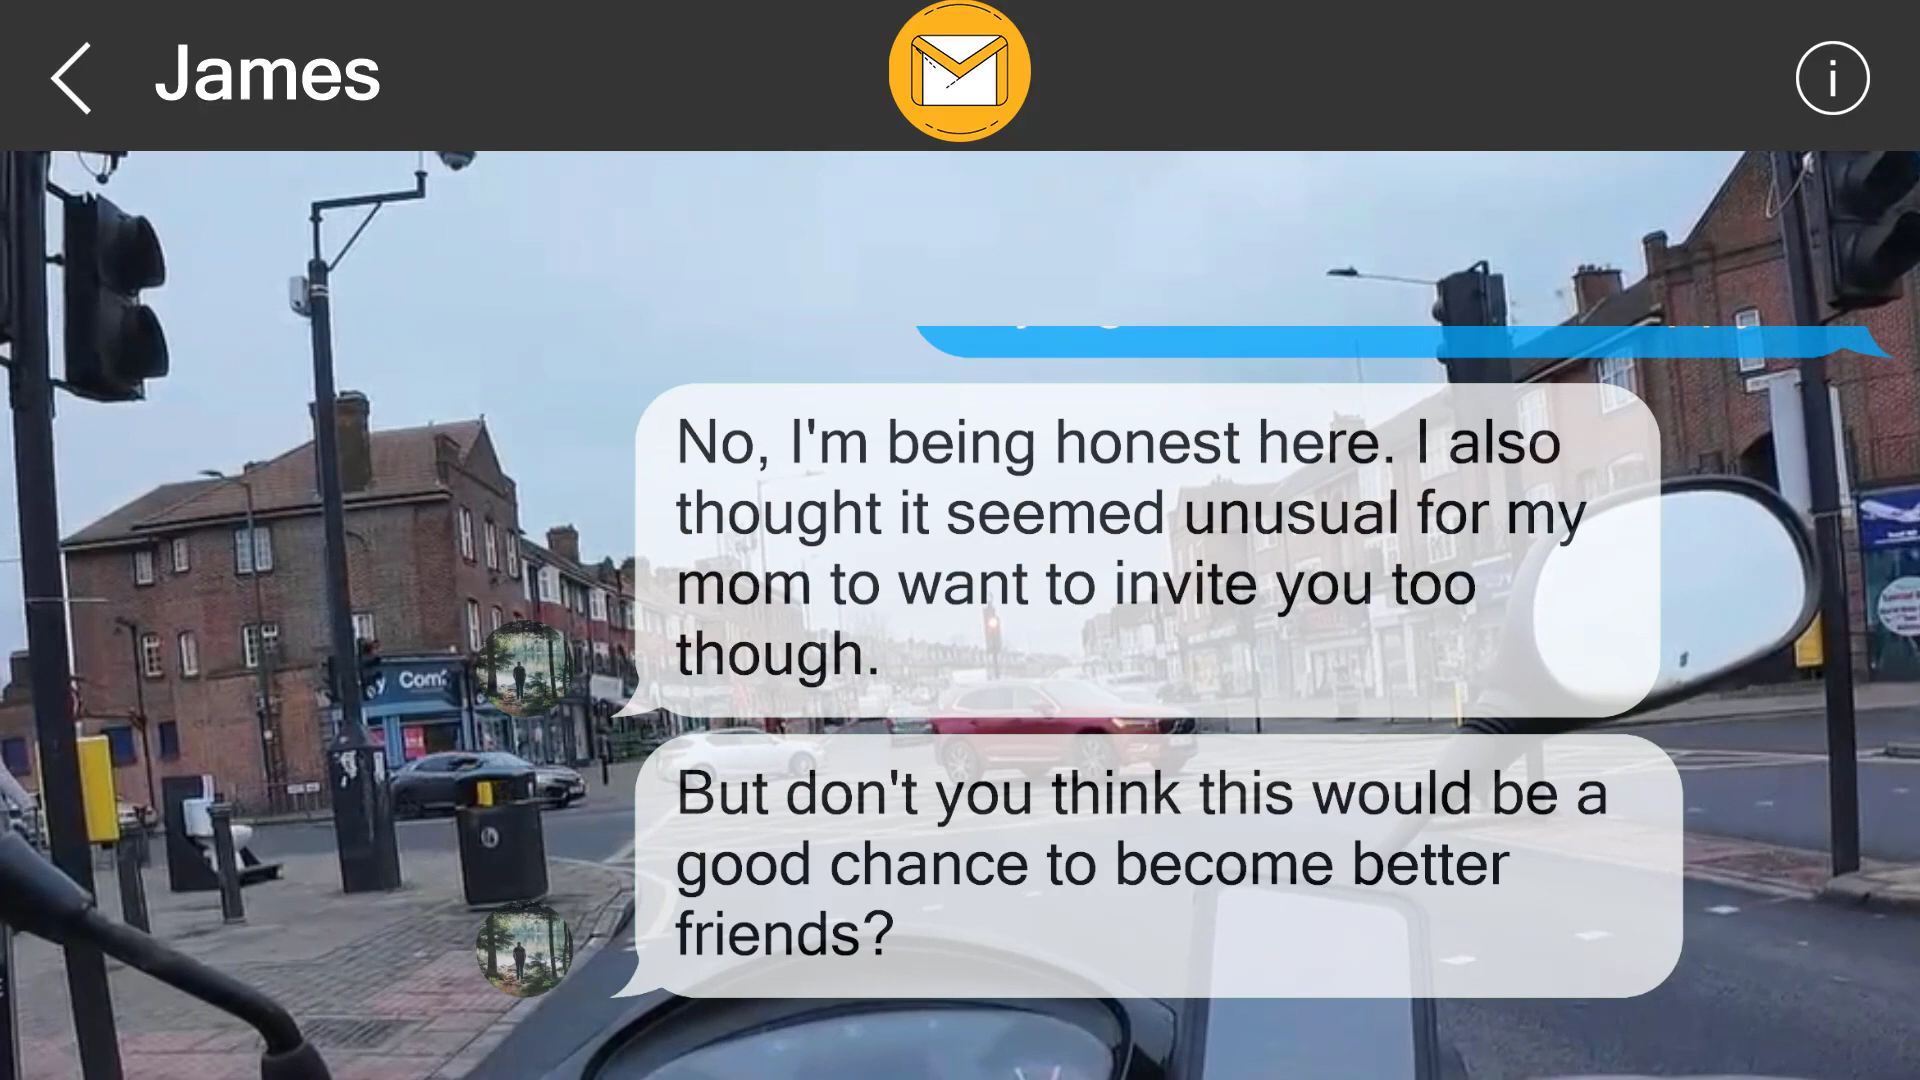 James
No, I'm being honest here. I also
thought it seemed unusual for my
mom to want to invite you too
though.
But don't you think this would be a
good chance to become better
friends?
Com